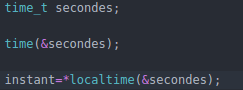 time_t secondes;
time(&secondes);
instant=*localtime(&secondes);